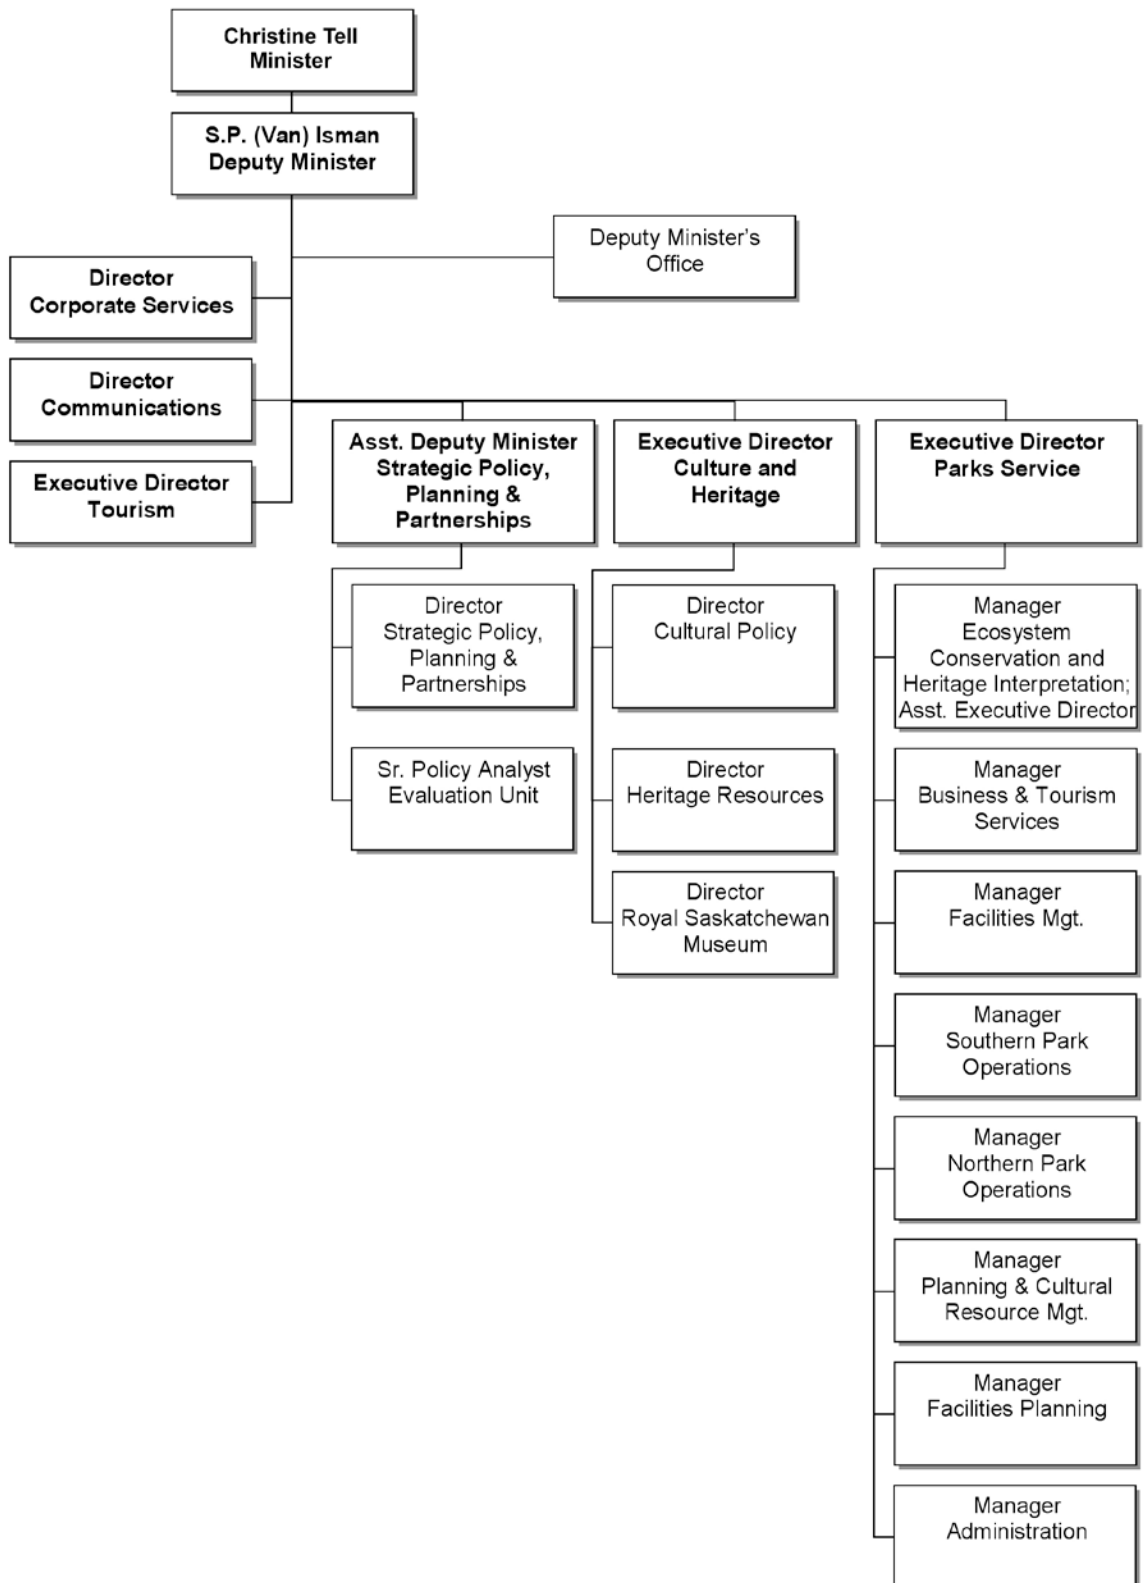 Christine Tell
Minister
S.P. (Van) Isman
Deputy Minister
Deputy Minister's
Office
Director
Corporate Services
Director
Communications
Executive Director
Tourism
Asst. Deputy Minister
Strategic Policy,
Planning &
Partnerships
Executive Director
Culture and
Heritage
Executive Director
Parks Service
Director
Strategic Policy,
Planning &
Partnerships
Sr. Policy Analyst
Evaluation Unit
Director
Cultural Policy
Director
Heritage Resources
Director
Royal Saskatchewan
Museum
Manager
Ecosystem
Conservation and
Heritage Interpretation;
Asst. Executive Director
Manager
Business & Tourism
Services
Manager
Facilities Mgt.
Manager
Southern Park
Operations
Manager
Northern Park
Operations
Manager
Planning & Cultural
Resource Mgt.
Manager
Facilities Planning
Manager
Administration